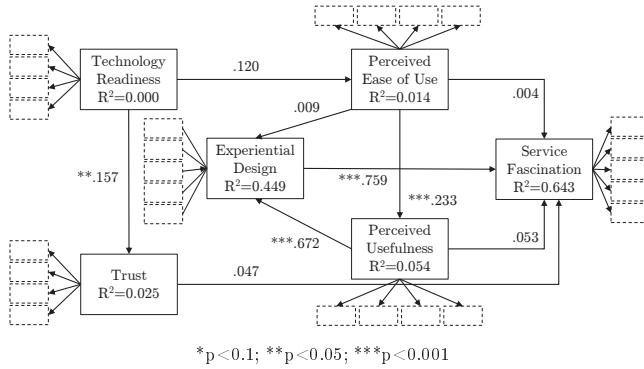 Technology
Readiness
R²=0.000
.120
Perceived
Ease of Use
R²=0.014
.009
.004
Experiential
Design
R²=0.449
Service
Fascination
R²=0.643
**.157
***.759
***.233
***.672
Perceived
Usefulness
R²=0.054
.053
Trust
R²=0.025
.047
*p<0.1; **p<0.05; ***p<0.001